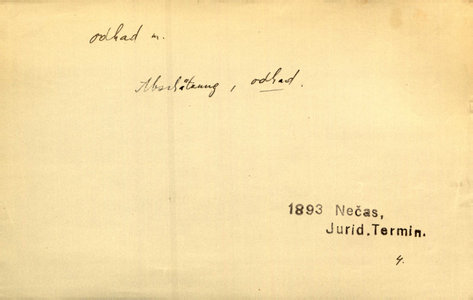 odhad m.
Abschätzung, odhad.
1893 Nečas,
Jurid. Termin.
4.